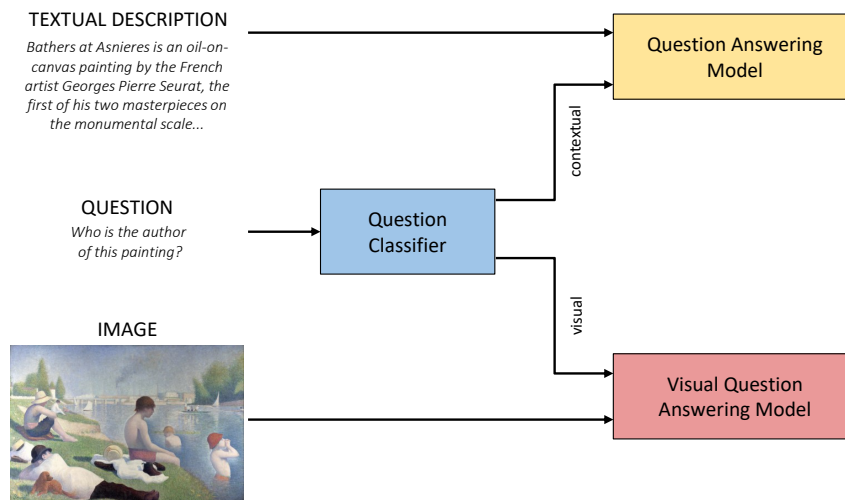 TEXTUAL DESCRIPTION
Bathers at Asnieres is an oil-on-
canvas painting by the French
artist Georges Pierre Seurat, the
first of his two masterpieces on
the monumental scale...
Question Answering
Model
contextual
QUESTION
Who is the author
of this painting?
Question
Classifier
visual
IMAGE
Visual Question
Answering Model